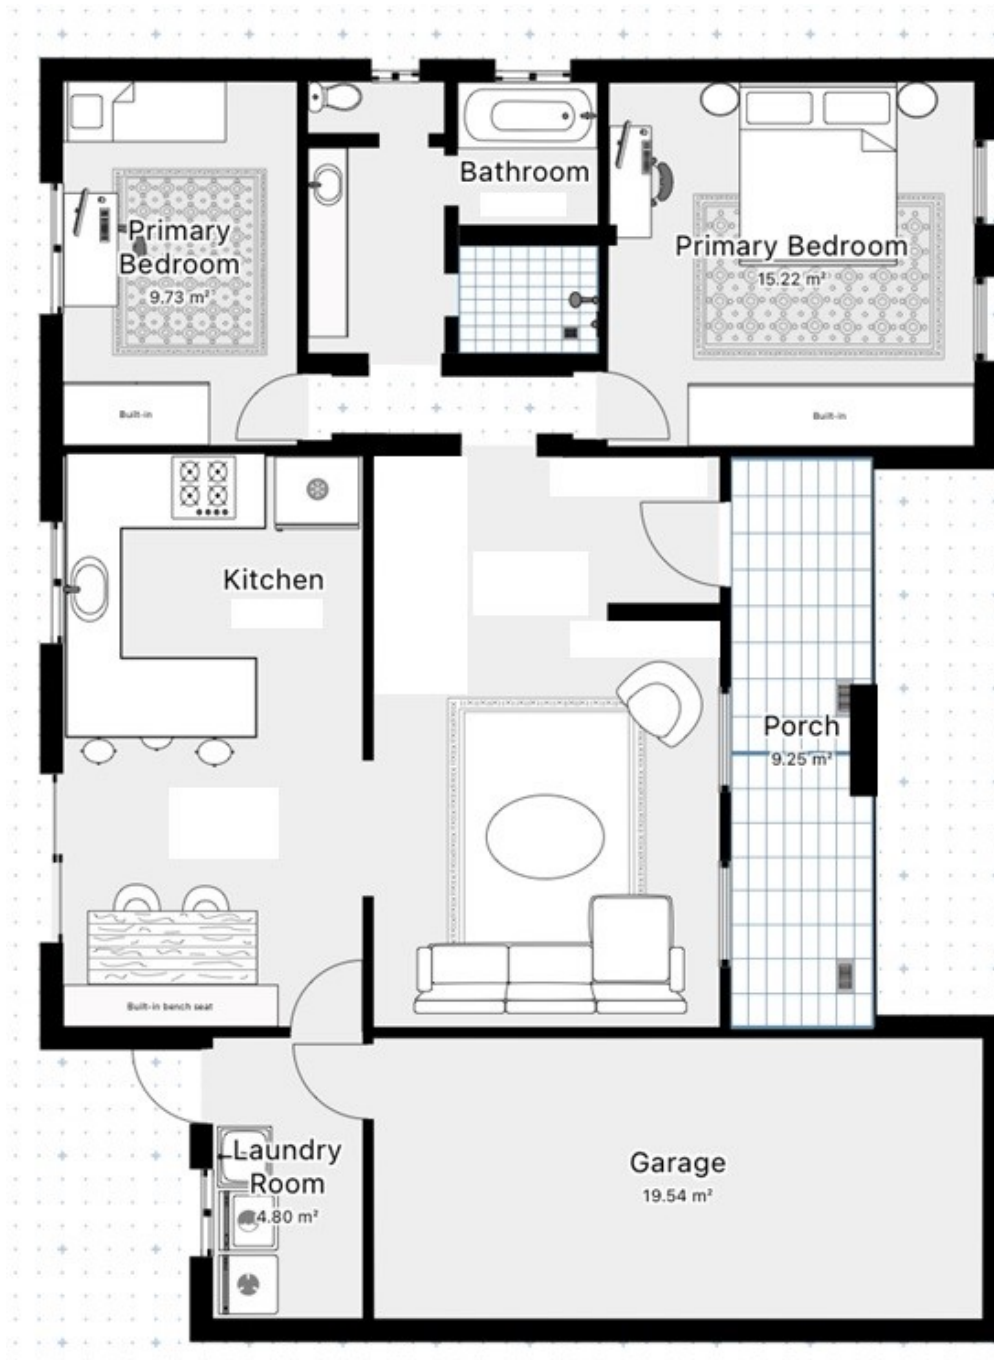 Bathroom
Primary
Bedroom
9.73 m²
Primary Bedroom
15.22 m²
Built-in
Built-in
Kitchen
Porch
9.25 m²
Built-in bench seat
Laundry
Room
4.80 m²
Garage
19.54 m²